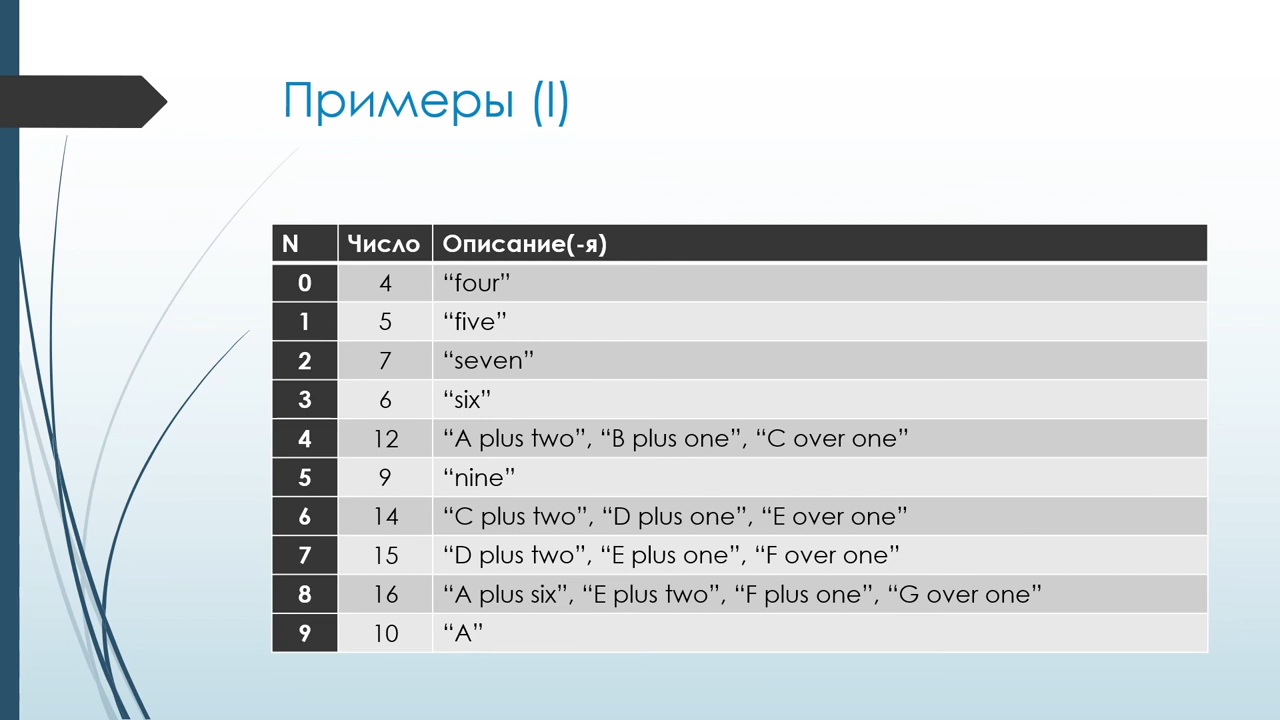 Примеры (I)
N Число Описание(-я)
0 4 “four”
1 5 “five”
2 7 “seven”
3 6 “six”
4 12 “A plus two”, “B plus one”, “C over one”
5 9 “nine”
6 14 “C plus two”, “D plus one”, “E over one”
7 15 “D plus two”, “E plus one”, “F over one”
8 16 “A plus six”, “E plus two”, “F plus one”, “G over one”
9 10 “A”